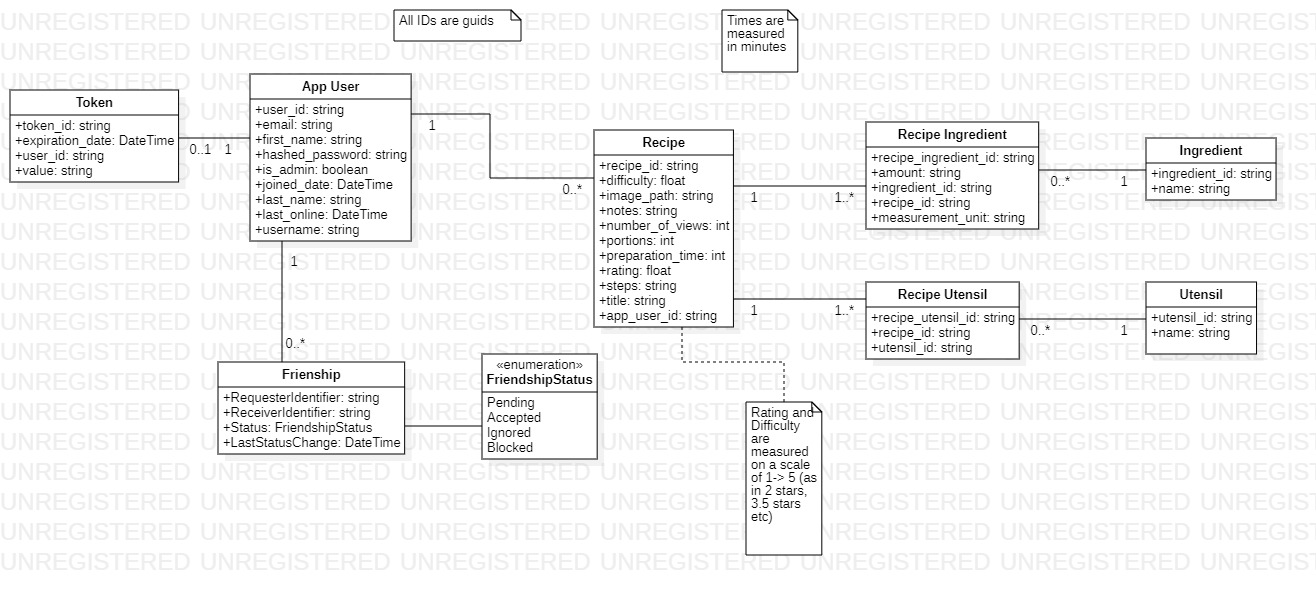 All IDs are guids
Times are
measured
in minutes
Token
+token_id: string
+expiration_date: DateTime
+user_id: string
+value: string
0..1
1
App User
+user_id: string
+email: string
+first_name: string
+hashed_password: string
+is_admin: boolean
+joined_date: DateTime
+last_name: string
+last_online: DateTime
+username: string
1
0..*
1
0..*
Recipe
+recipe_id: string
+difficulty: float
+image_path: string
+notes: string
+number_of_views: int
+portions: int
+preparation_time: int
+rating: float
+steps: string
+title: string
+app_user_id: string
1
1..*
1
1..*
Recipe Ingredient
+recipe_ingredient_id: string
+amount: string
+ingredient_id: string
+recipe_id: string
+measurement_unit: string
0..*
1
Ingredient
+ingredient_id: string
+name: string
Recipe Utensil
+recipe_utensil_id: string
+recipe_id: string
+utensil_id: string
0..*
1
Utensil
+utensil_id: string
+name: string
Frienship
+RequesterIdentifier: string
+ReceiverIdentifier: string
+Status: FriendshipStatus
+LastStatusChange: DateTime
«enumeration»
FriendshipStatus
Pending
Accepted
Ignored
Blocked
Rating and
Difficulty
are
measured
on a scale
of 1-> 5 (as
in 2 stars,
3.5 stars
etc)
UNREGISTERED